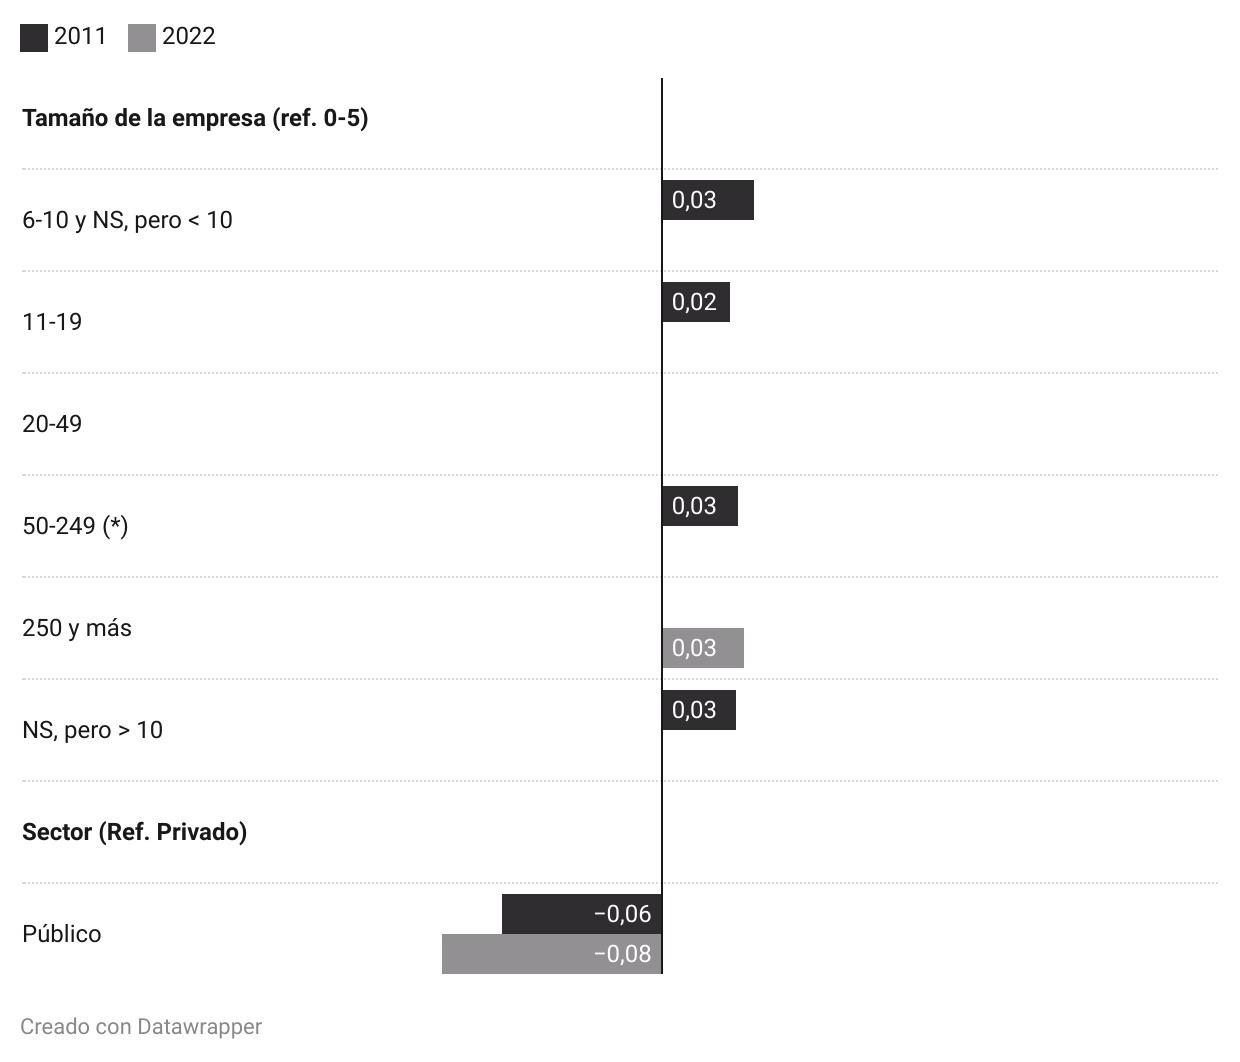 2011 2022
Tamaño de la empresa (ref. 0-5)
0,03
6-10 y NS, pero < 10
0,02
11-19
20-49
0,03
50-249 (*)
250 y más
0,03
0,03
NS, pero > 10
Sector (Ref. Privado)
−0,06
Público
−0,08
Creado con Datawrapper